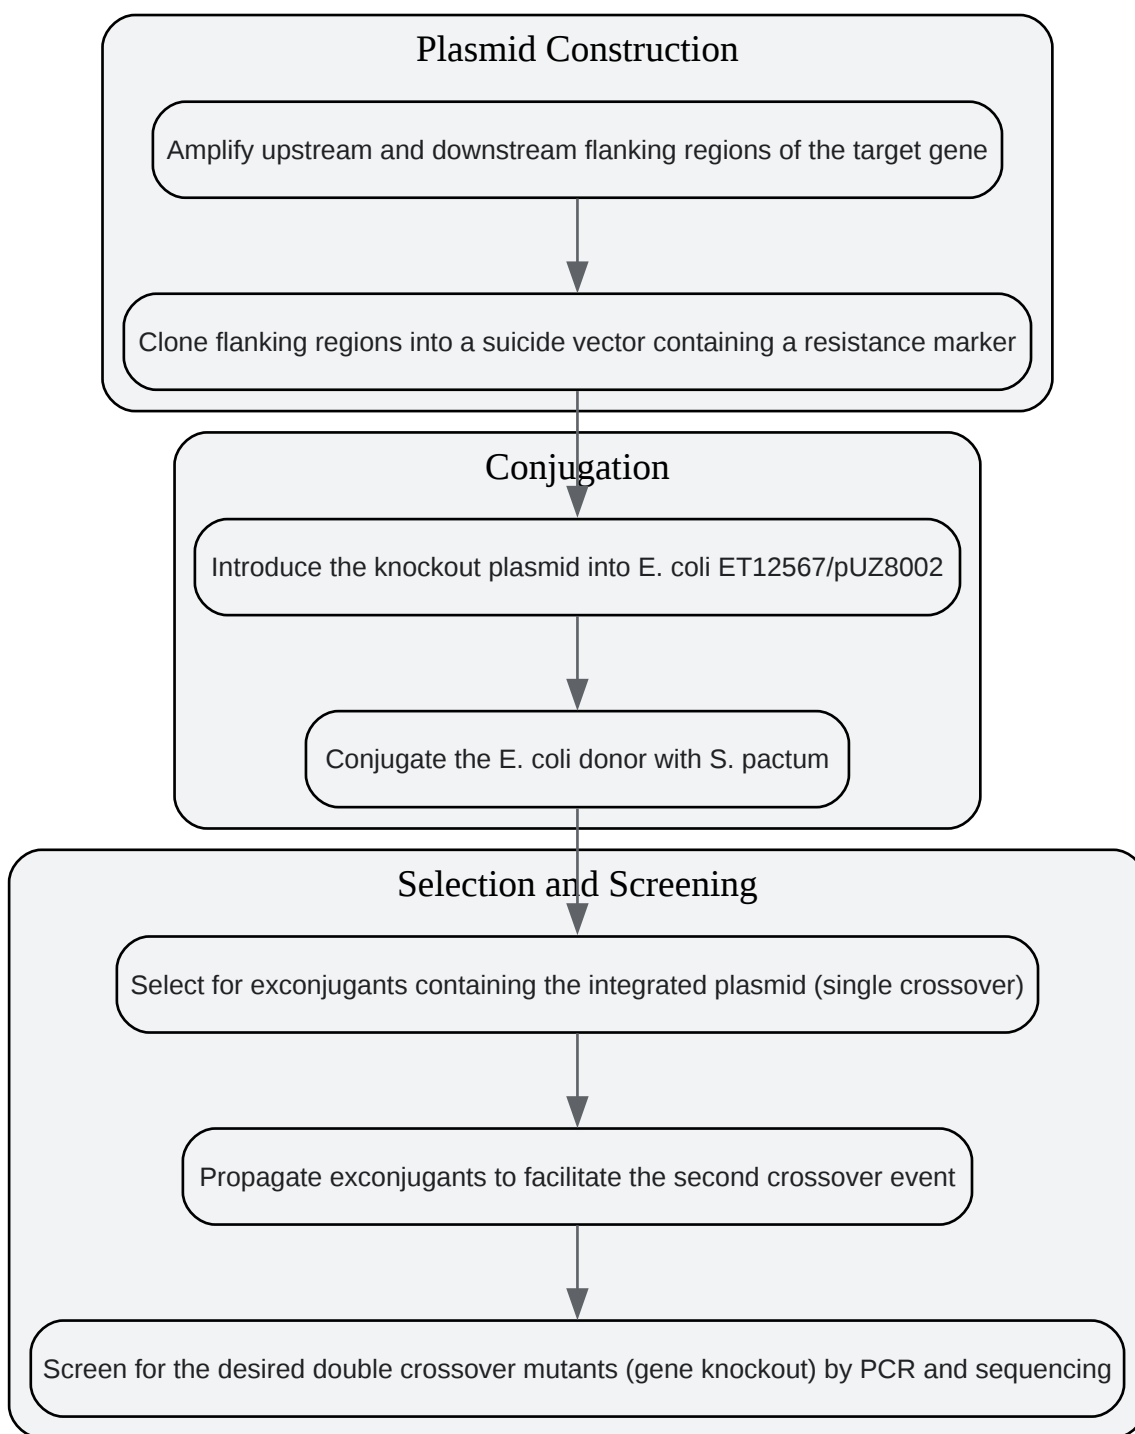 Plasmid Construction
Amplify upstream and downstream flanking regions of the target gene
Clone flanking regions into a suicide vector containing a resistance marker
Conjugation
Introduce the knockout plasmid into E. coli ET12567/pUZ8002
Conjugate the E. coli donor with S. pactum
Selection and Screening
Select for exconjugants containing the integrated plasmid (single crossover)
Propagate exconjugants to facilitate the second crossover event
Screen for the desired double crossover mutants (gene knockout) by PCR and sequencing